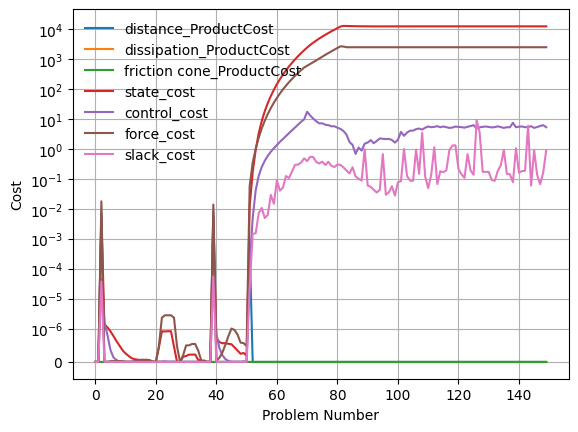 distance_ProductCost
dissipation_ProductCost
friction cone_ProductCost
state_cost
control_cost
force_cost
slack_cost
Cost
10⁴
10³
10²
10¹
10⁰
10⁻¹
10⁻²
10⁻³
10⁻⁴
10⁻⁵
10⁻⁶
0
0 20 40 60 80 100 120 140
Problem Number